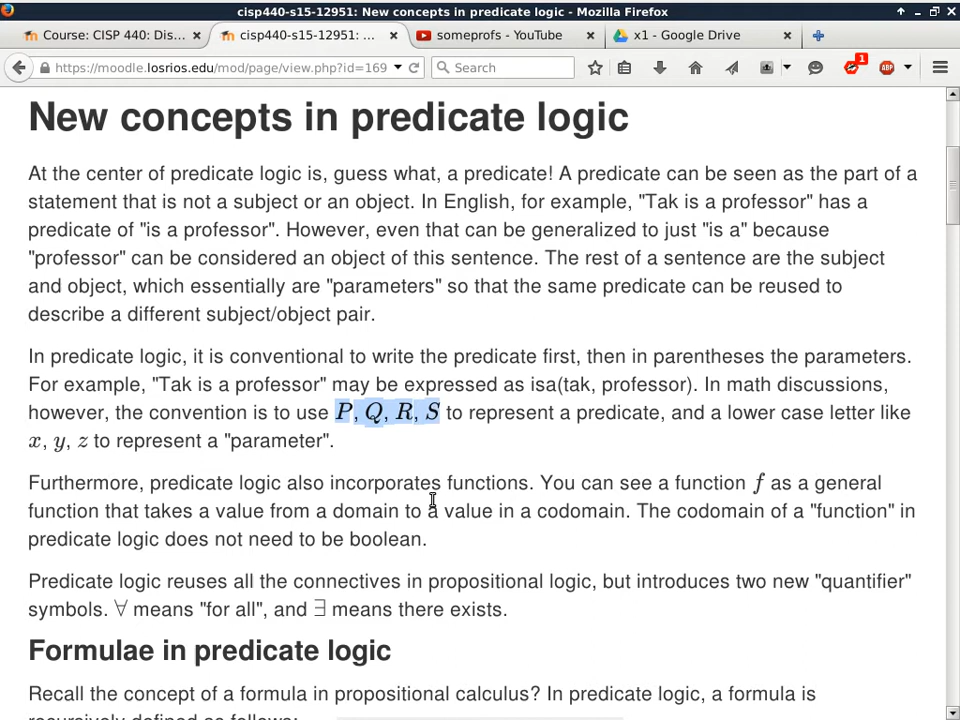 cisp440-s15-12951: New concepts in predicate logic - Mozilla Firefox
Course: CISP 440: Dis... × cisp440-s15-12951: ... × someprofs - YouTube × x1 - Google Drive ×
https://moodle.losrios.edu/mod/page/view.php?id=169 Search 1 ABP
New concepts in predicate logic
At the center of predicate logic is, guess what, a predicate! A predicate can be seen as the part of a
statement that is not a subject or an object. In English, for example, "Tak is a professor" has a
predicate of "is a professor". However, even that can be generalized to just "is a" because
"professor" can be considered an object of this sentence. The rest of a sentence are the subject
and object, which essentially are "parameters" so that the same predicate can be reused to
describe a different subject/object pair.
In predicate logic, it is conventional to write the predicate first, then in parentheses the parameters.
For example, "Tak is a professor" may be expressed as isa(tak, professor). In math discussions,
however, the convention is to use P, Q, R, S to represent a predicate, and a lower case letter like
x, y, z to represent a "parameter".
Furthermore, predicate logic also incorporates functions. You can see a function f as a general
function that takes a value from a domain to a value in a codomain. The codomain of a "function" in
predicate logic does not need to be boolean.
Predicate logic reuses all the connectives in propositional logic, but introduces two new "quantifier"
symbols. ∀ means "for all", and ∃ means there exists.
Formulae in predicate logic
Recall the concept of a formula in propositional calculus? In predicate logic, a formula is
recursively defined as follows: